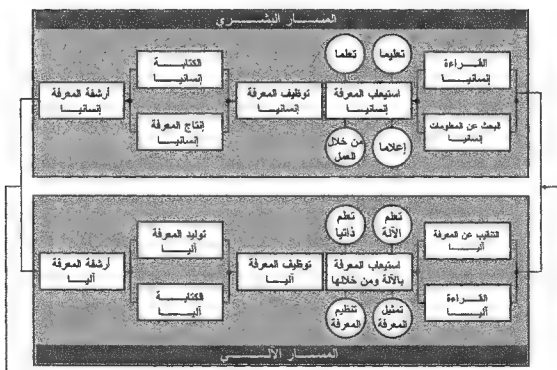 المسار البشري
القراءة
إنسانيا
البحث عن المعلومات
إنسانيا
تعليما
تعلما
استيعاب المعرفة
إنسانيا
إعلاما
من خلال
العمل
توظيف المعرفة
إنسانيا
الكتابة
إنسانيا
إنتاج المعرفة
إنسانيا
أرشفة المعرفة
إنسانيا
التنقيب عن المعرفة
آليا
القراءة
آليا
تعلم
الآلة
تعلم
ذاتيا
استيعاب المعرفة
بالآلة ومن خلالها
تمثيل
المعرفة
تنظيم
المعرفة
توظيف المعرفة
آليا
توليد المعرفة
آليا
الكتابة
آليا
أرشفة المعرفة
آليا
المسار الآلي